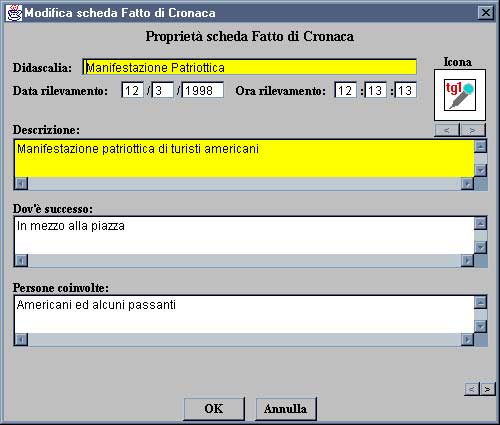 Modifica scheda Fatto di Cronaca
Proprietà scheda Fatto di Cronaca
Didascalia: Manifestazione Patriottica
Icona
tg1
Data rilevamento: 12 / 3 / 1998 Ora rilevamento: 12 : 13 : 13
< >
Descrizione:
Manifestazione patriottica di turisti americani
Dov'è successo:
In mezzo alla piazza
Persone coinvolte:
Americani ed alcuni passanti
< >
OK Annulla